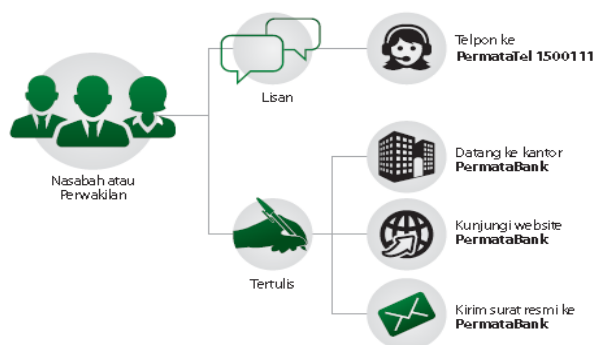 Nasabah atau
Perwakilan
Lisan
Telpon ke
PermataTel 1500111
Tertulis
Datang ke kantor
PermataBank
Kunjungi website
PermataBank
Kirim surat resmi ke
PermataBank